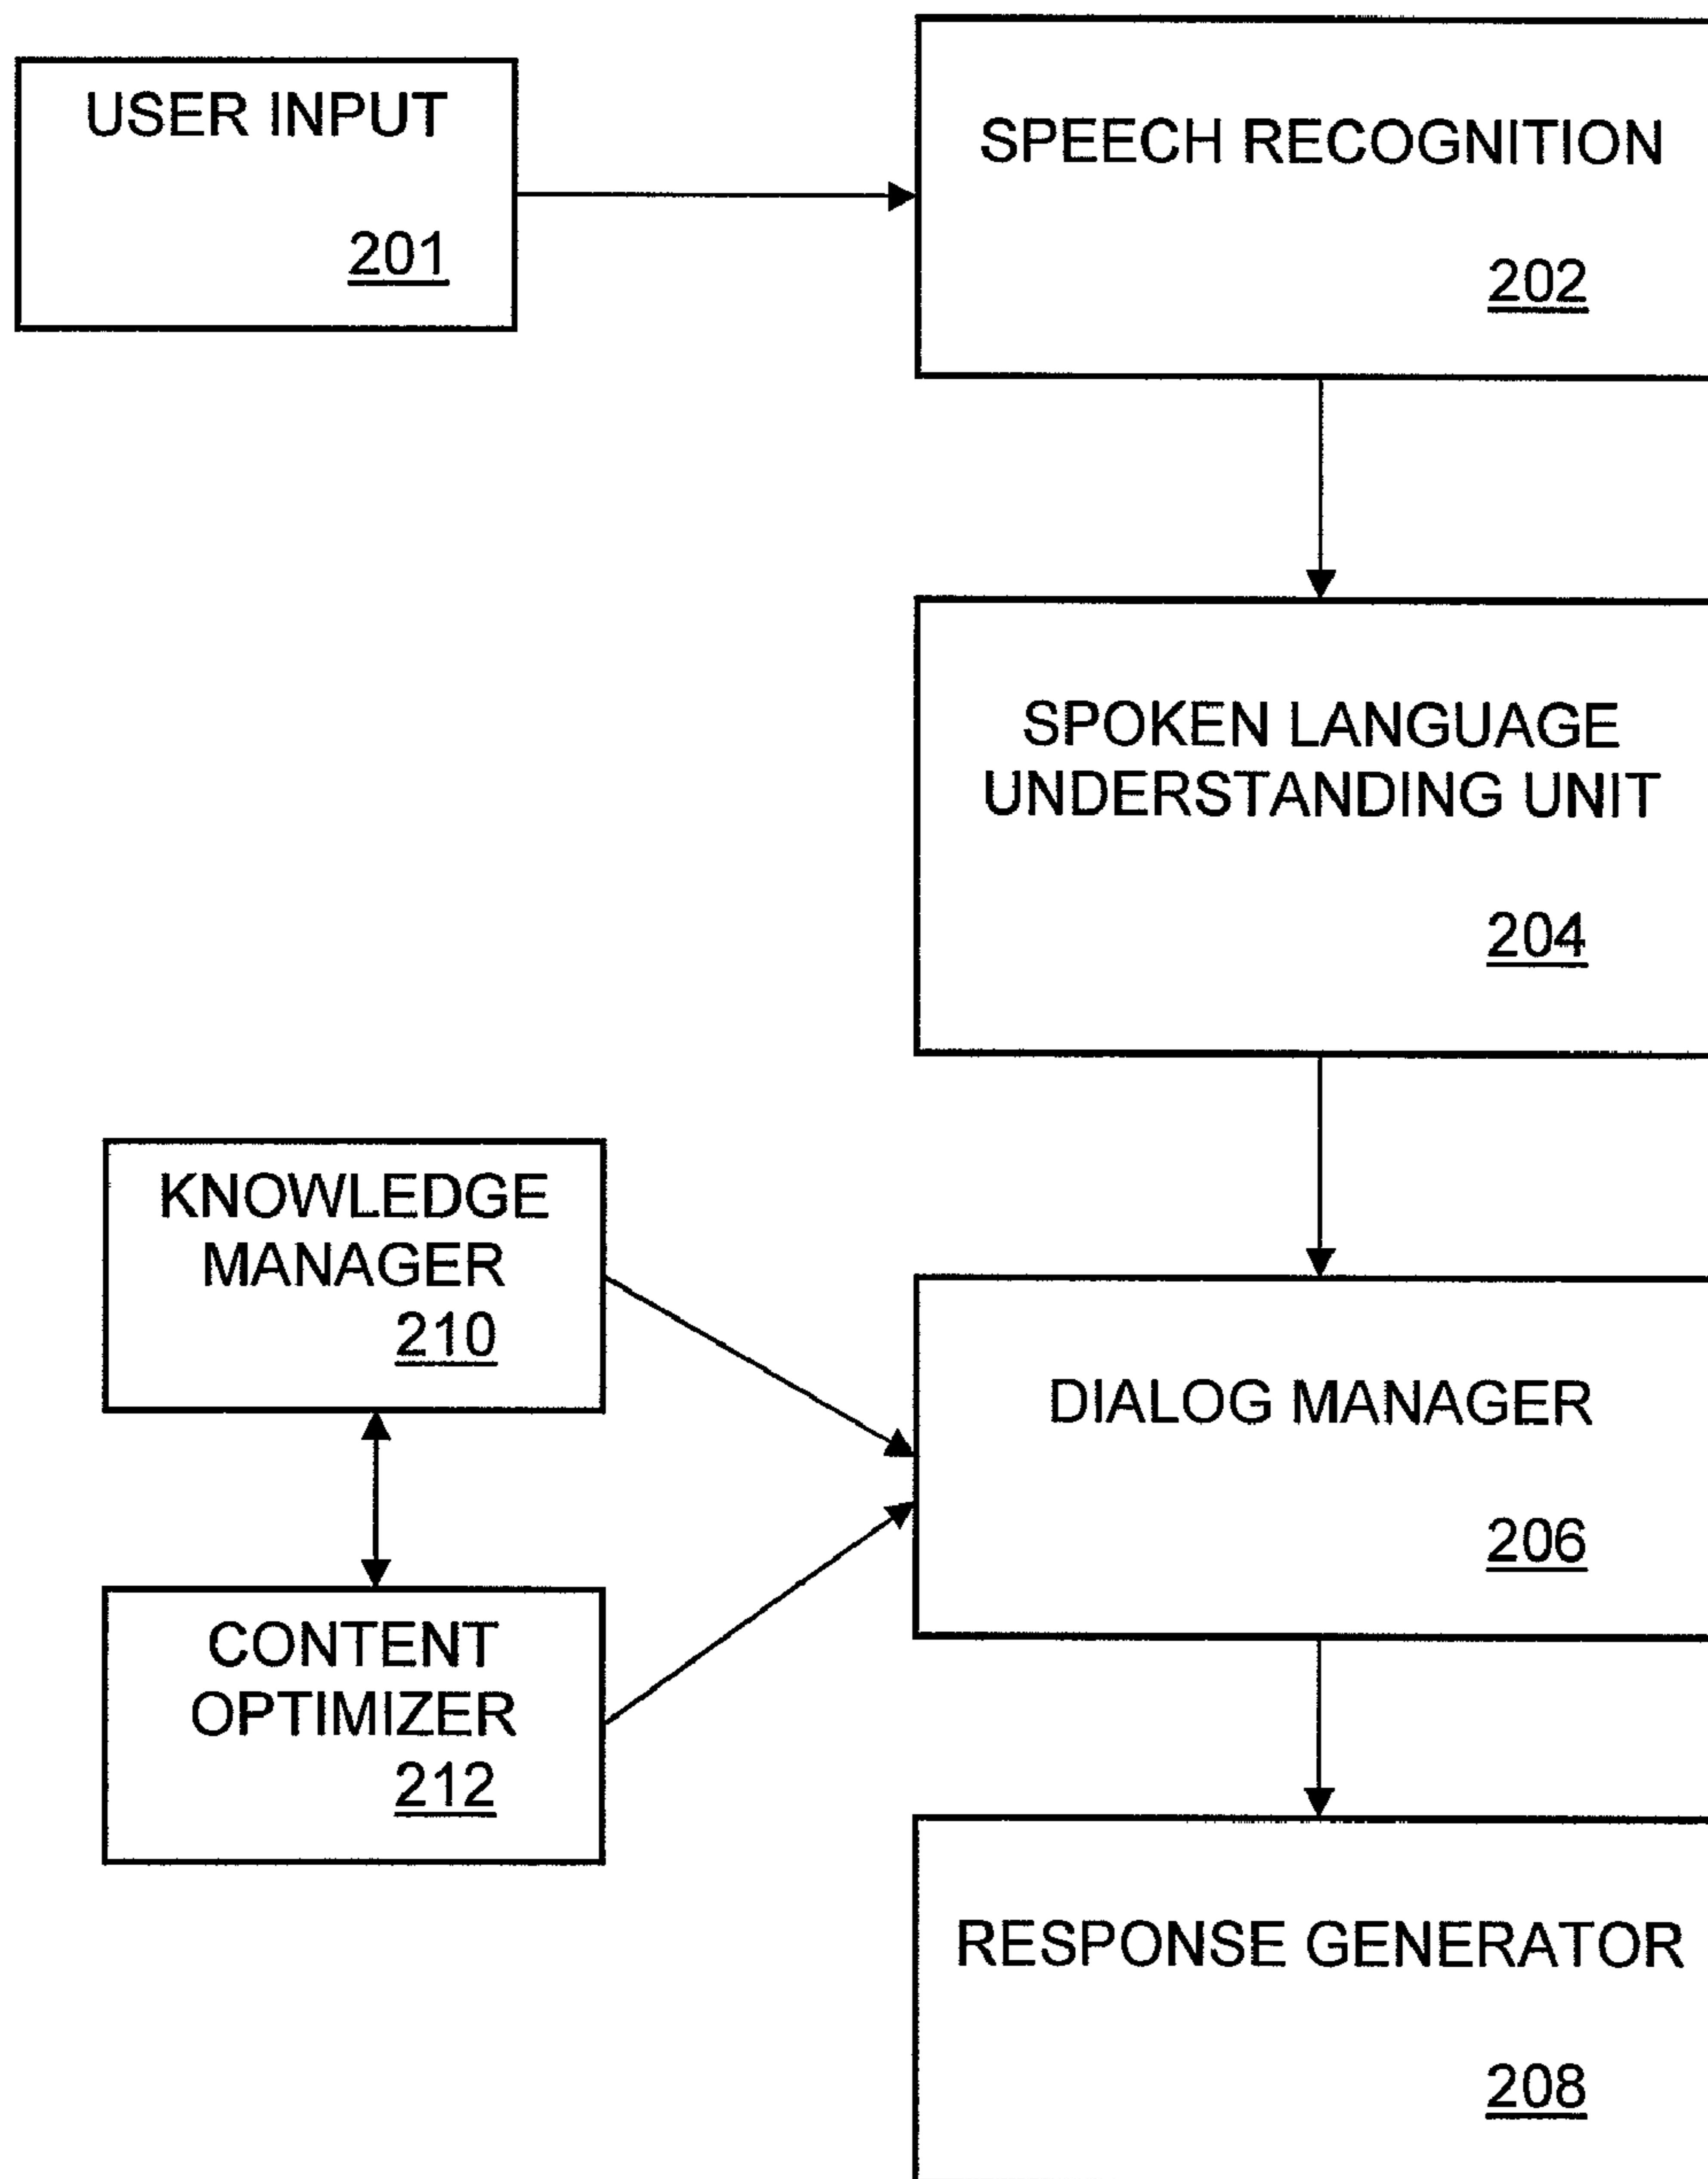 USER INPUT
201
SPEECH RECOGNITION
202
SPOKEN LANGUAGE
UNDERSTANDING UNIT
204
KNOWLEDGE
MANAGER
210
DIALOG MANAGER
206
CONTENT
OPTIMIZER
212
RESPONSE GENERATOR
208